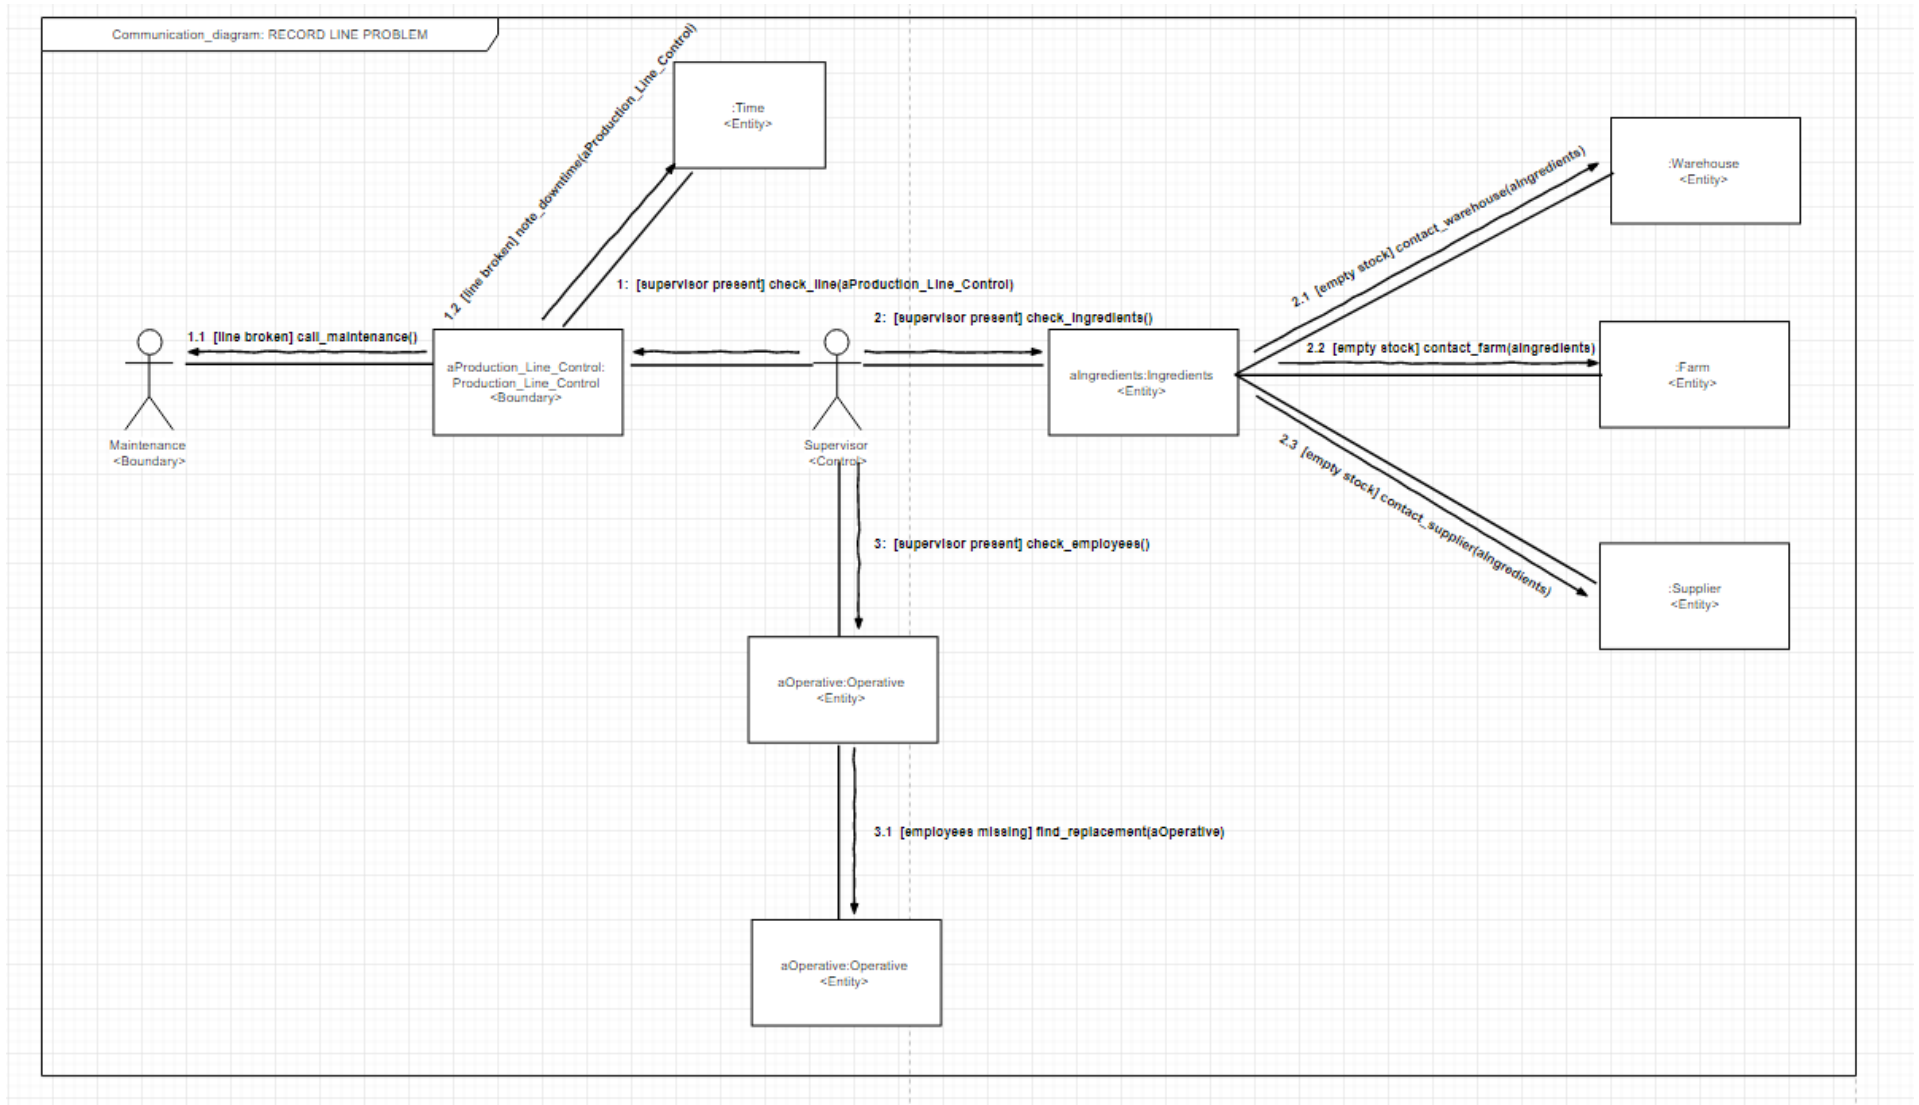 Communication_diagram: RECORD LINE PROBLEM
:Time
<Entity>
1.2 [line broken] note_downtime(aProduction_Line_Control)
:Warehouse
<Entity>
2.1 [empty stock] contact_warehouse(aIngredients)
1: [supervisor present] check_line(aProduction_Line_Control)
2: [supervisor present] check_ingredients()
1.1 [line broken] call_maintenance()
2.2 [empty stock] contact_farm(aIngredients)
aProduction_Line_Control:
Production_Line_Control
<Boundary>
aIngredients:Ingredients
<Entity>
:Farm
<Entity>
Maintenance
<Boundary>
Supervisor
<Control>
2.3 [empty stock] contact_supplier(aIngredients)
3: [supervisor present] check_employees()
:Supplier
<Entity>
aOperative:Operative
<Entity>
3.1 [employees missing] find_replacement(aOperative)
aOperative:Operative
<Entity>